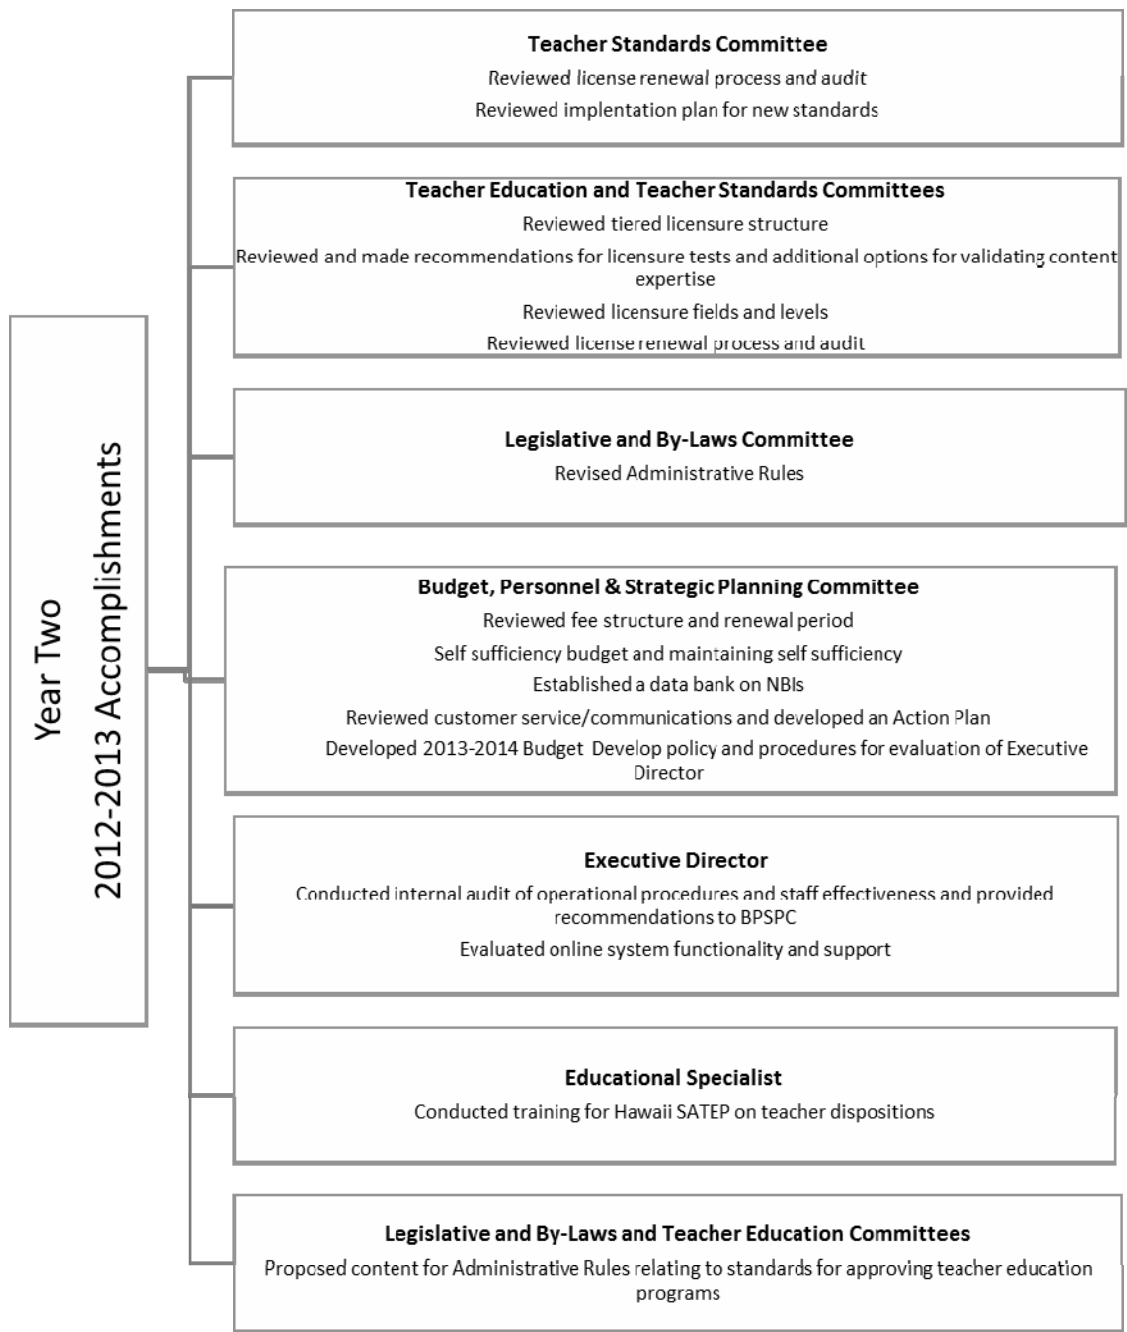 Year Two
2012-2013 Accomplishments
Teacher Standards Committee
Reviewed license renewal process and audit
Reviewed implentation plan for new standards
Teacher Education and Teacher Standards Committees
Reviewed tiered licensure structure
Reviewed and made recommendations for licensure tests and additional options for validating content
expertise
Reviewed licensure fields and levels
Reviewed license renewal process and audit
Legislative and By-Laws Committee
Revised Administrative Rules
Budget, Personnel & Strategic Planning Committee
Reviewed fee structure and renewal period
Self sufficiency budget and maintaining self sufficiency
Established a data bank on NBIs
Reviewed customer service/communications and developed an Action Plan
Developed 2013-2014 Budget Develop policy and procedures for evaluation of Executive
Director
Executive Director
Conducted internal audit of operational procedures and staff effectiveness and provided
recommendations to BPSPC
Evaluated online system functionality and support
Educational Specialist
Conducted training for Hawaii SATEP on teacher dispositions
Legislative and By-Laws and Teacher Education Committees
Proposed content for Administrative Rules relating to standards for approving teacher education
programs